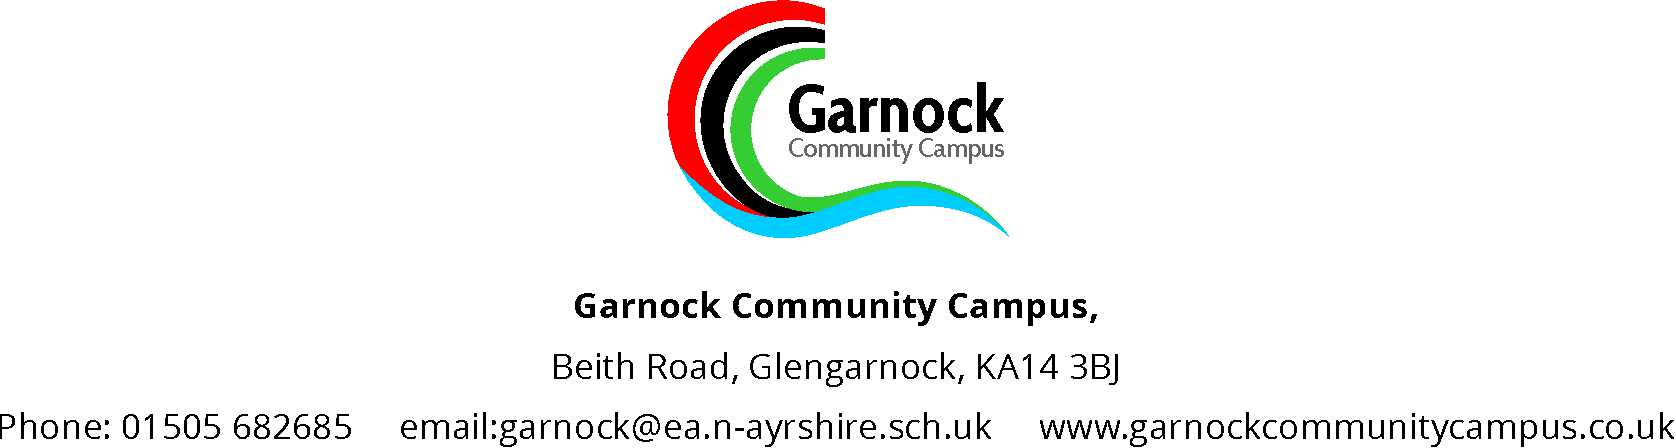 Garnock
Community Campus
Garnock Community Campus,
Beith Road, Glengarnock, KA14 3BJ
Phone: 01505 682685 email:garnock@ea.n-ayrshire.sch.uk www.garnockcommunitycampus.co.uk